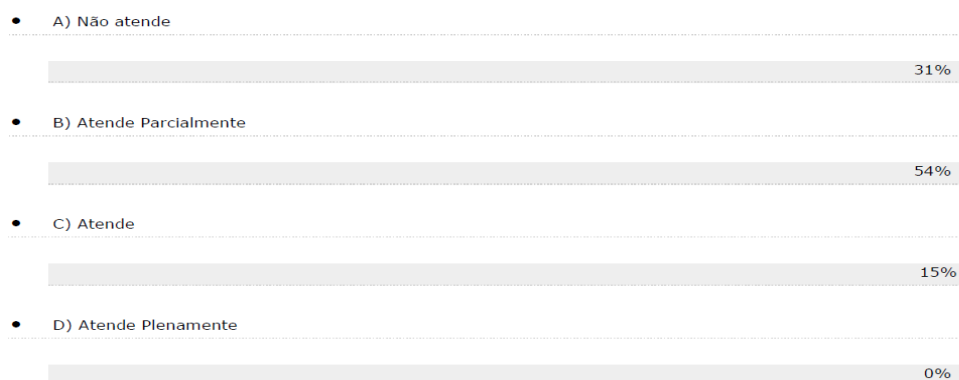 • A) Não atende
31%
• B) Atende Parcialmente
54%
• C) Atende
15%
• D) Atende Plenamente
0%